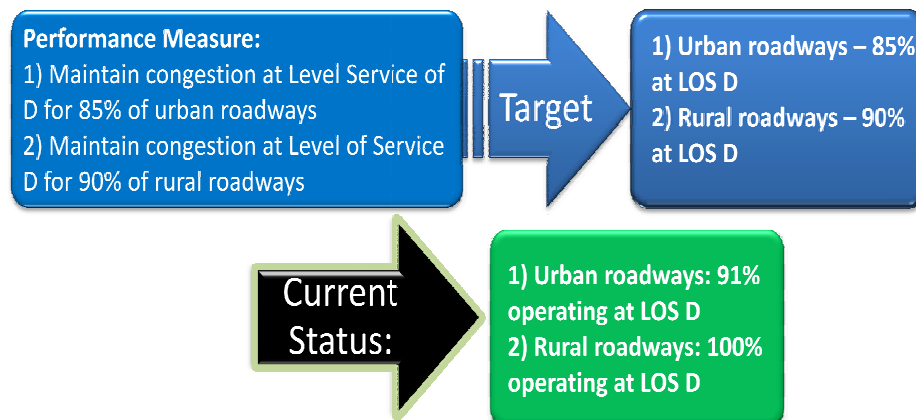 Performance Measure:
1) Maintain congestion at Level Service of
D for 85% of urban roadways
2) Maintain congestion at Level of Service
D for 90% of rural roadways
Target
1) Urban roadways – 85%
at LOS D
2) Rural roadways – 90%
at LOS D
Current
Status:
1) Urban roadways: 91%
operating at LOS D
2) Rural roadways: 100%
operating at LOS D